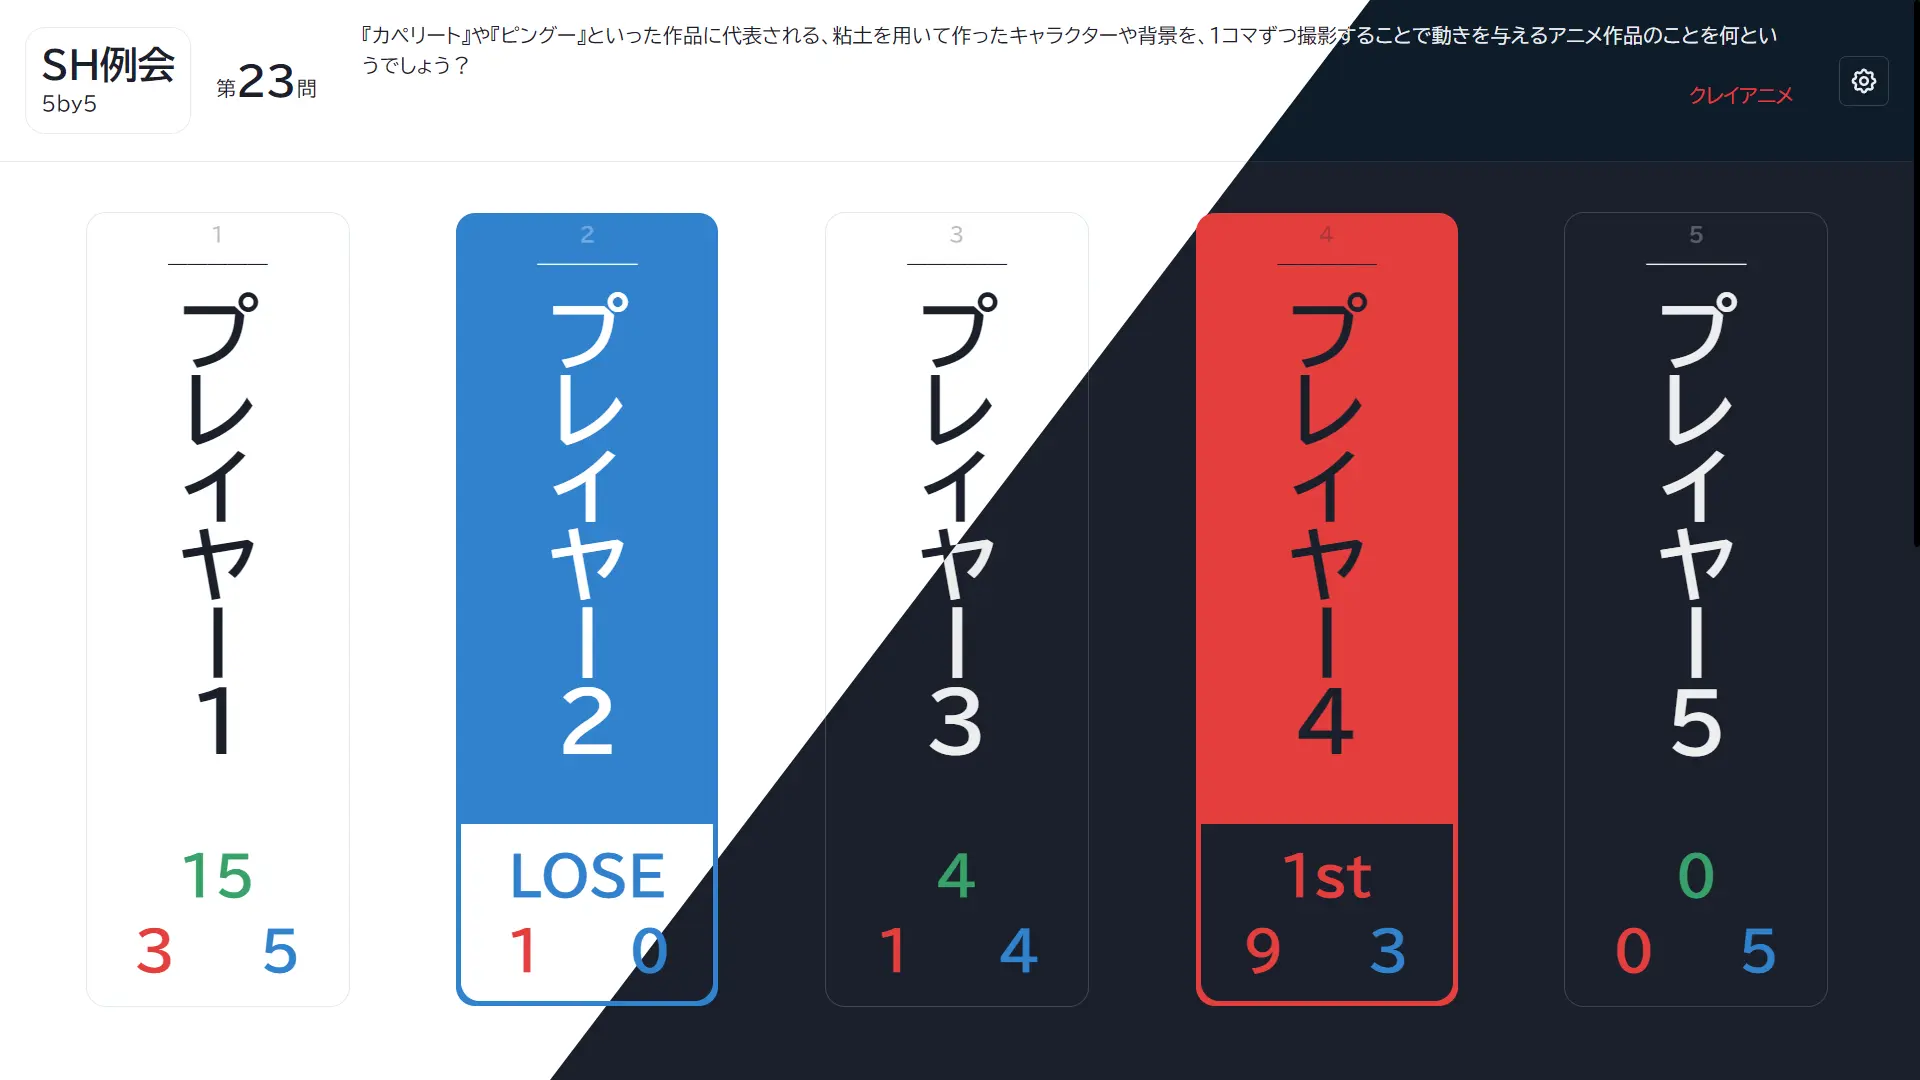 SH例会
5by5
第23問
『カペリート』や『ピングー』といった作品に代表される、粘土を用いて作ったキャラクターや背景を、1コマずつ撮影することで動きを与えるアニメ作品のことを何とい
うでしょう？
クレイアニメ
1
プレイヤー1
15
3 5
2
プレイヤー2
LOSE
1 0
3
プレイヤー3
4
1 4
4
プレイヤー4
1st
9 3
5
プレイヤー5
0
0 5